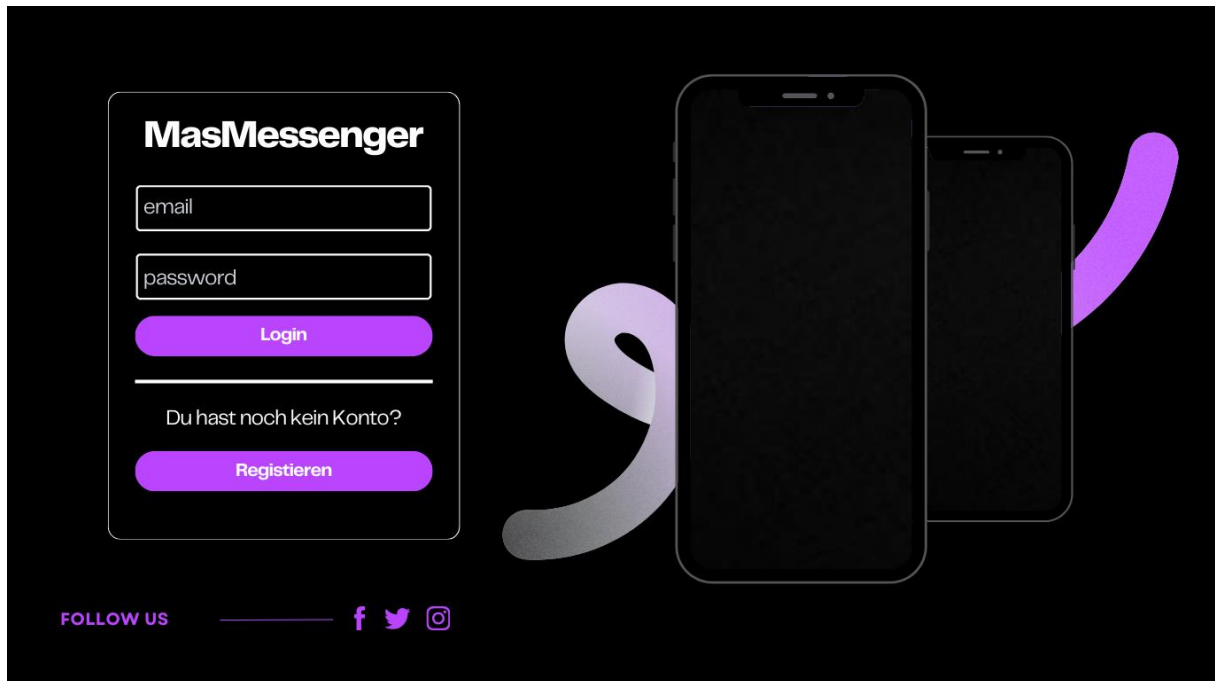 MasMessenger
email
password
Login
Du hast noch kein Konto?
Registieren
FOLLOW US